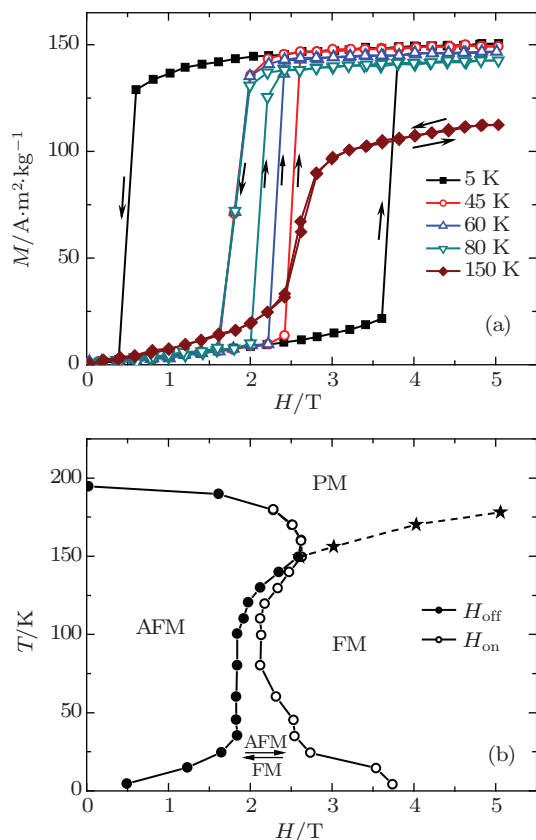 (a)
150
100
50
0
M/A·m²·kg⁻¹
5 K
45 K
60 K
80 K
150 K
0 1 2 3 4 5
H/T
(b)
200
150
100
50
0
T/K
PM
AFM
FM
H_off
H_on
AFM
FM
0 1 2 3 4 5
H/T